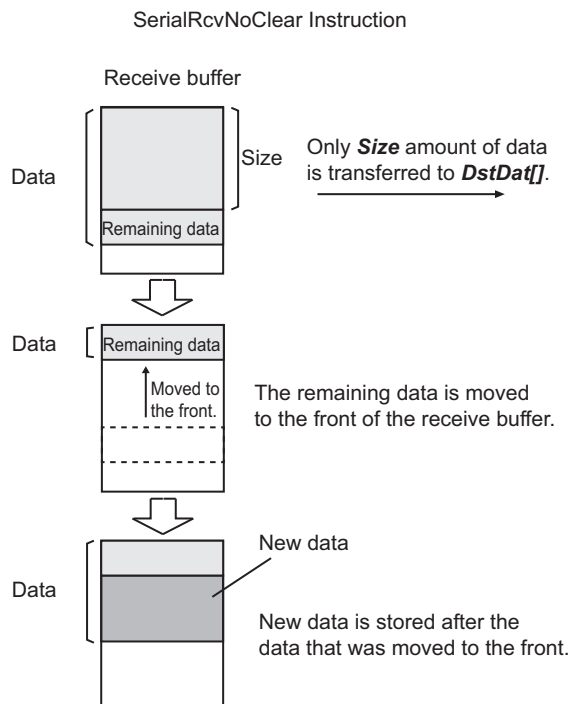 SerialRcvNoClear Instruction
Receive buffer
Data
Size
Only Size amount of data
is transferred to DstDat[].
Remaining data
Data
Remaining data
Moved to
the front.
The remaining data is moved
to the front of the receive buffer.
New data
Data
New data is stored after the
data that was moved to the front.